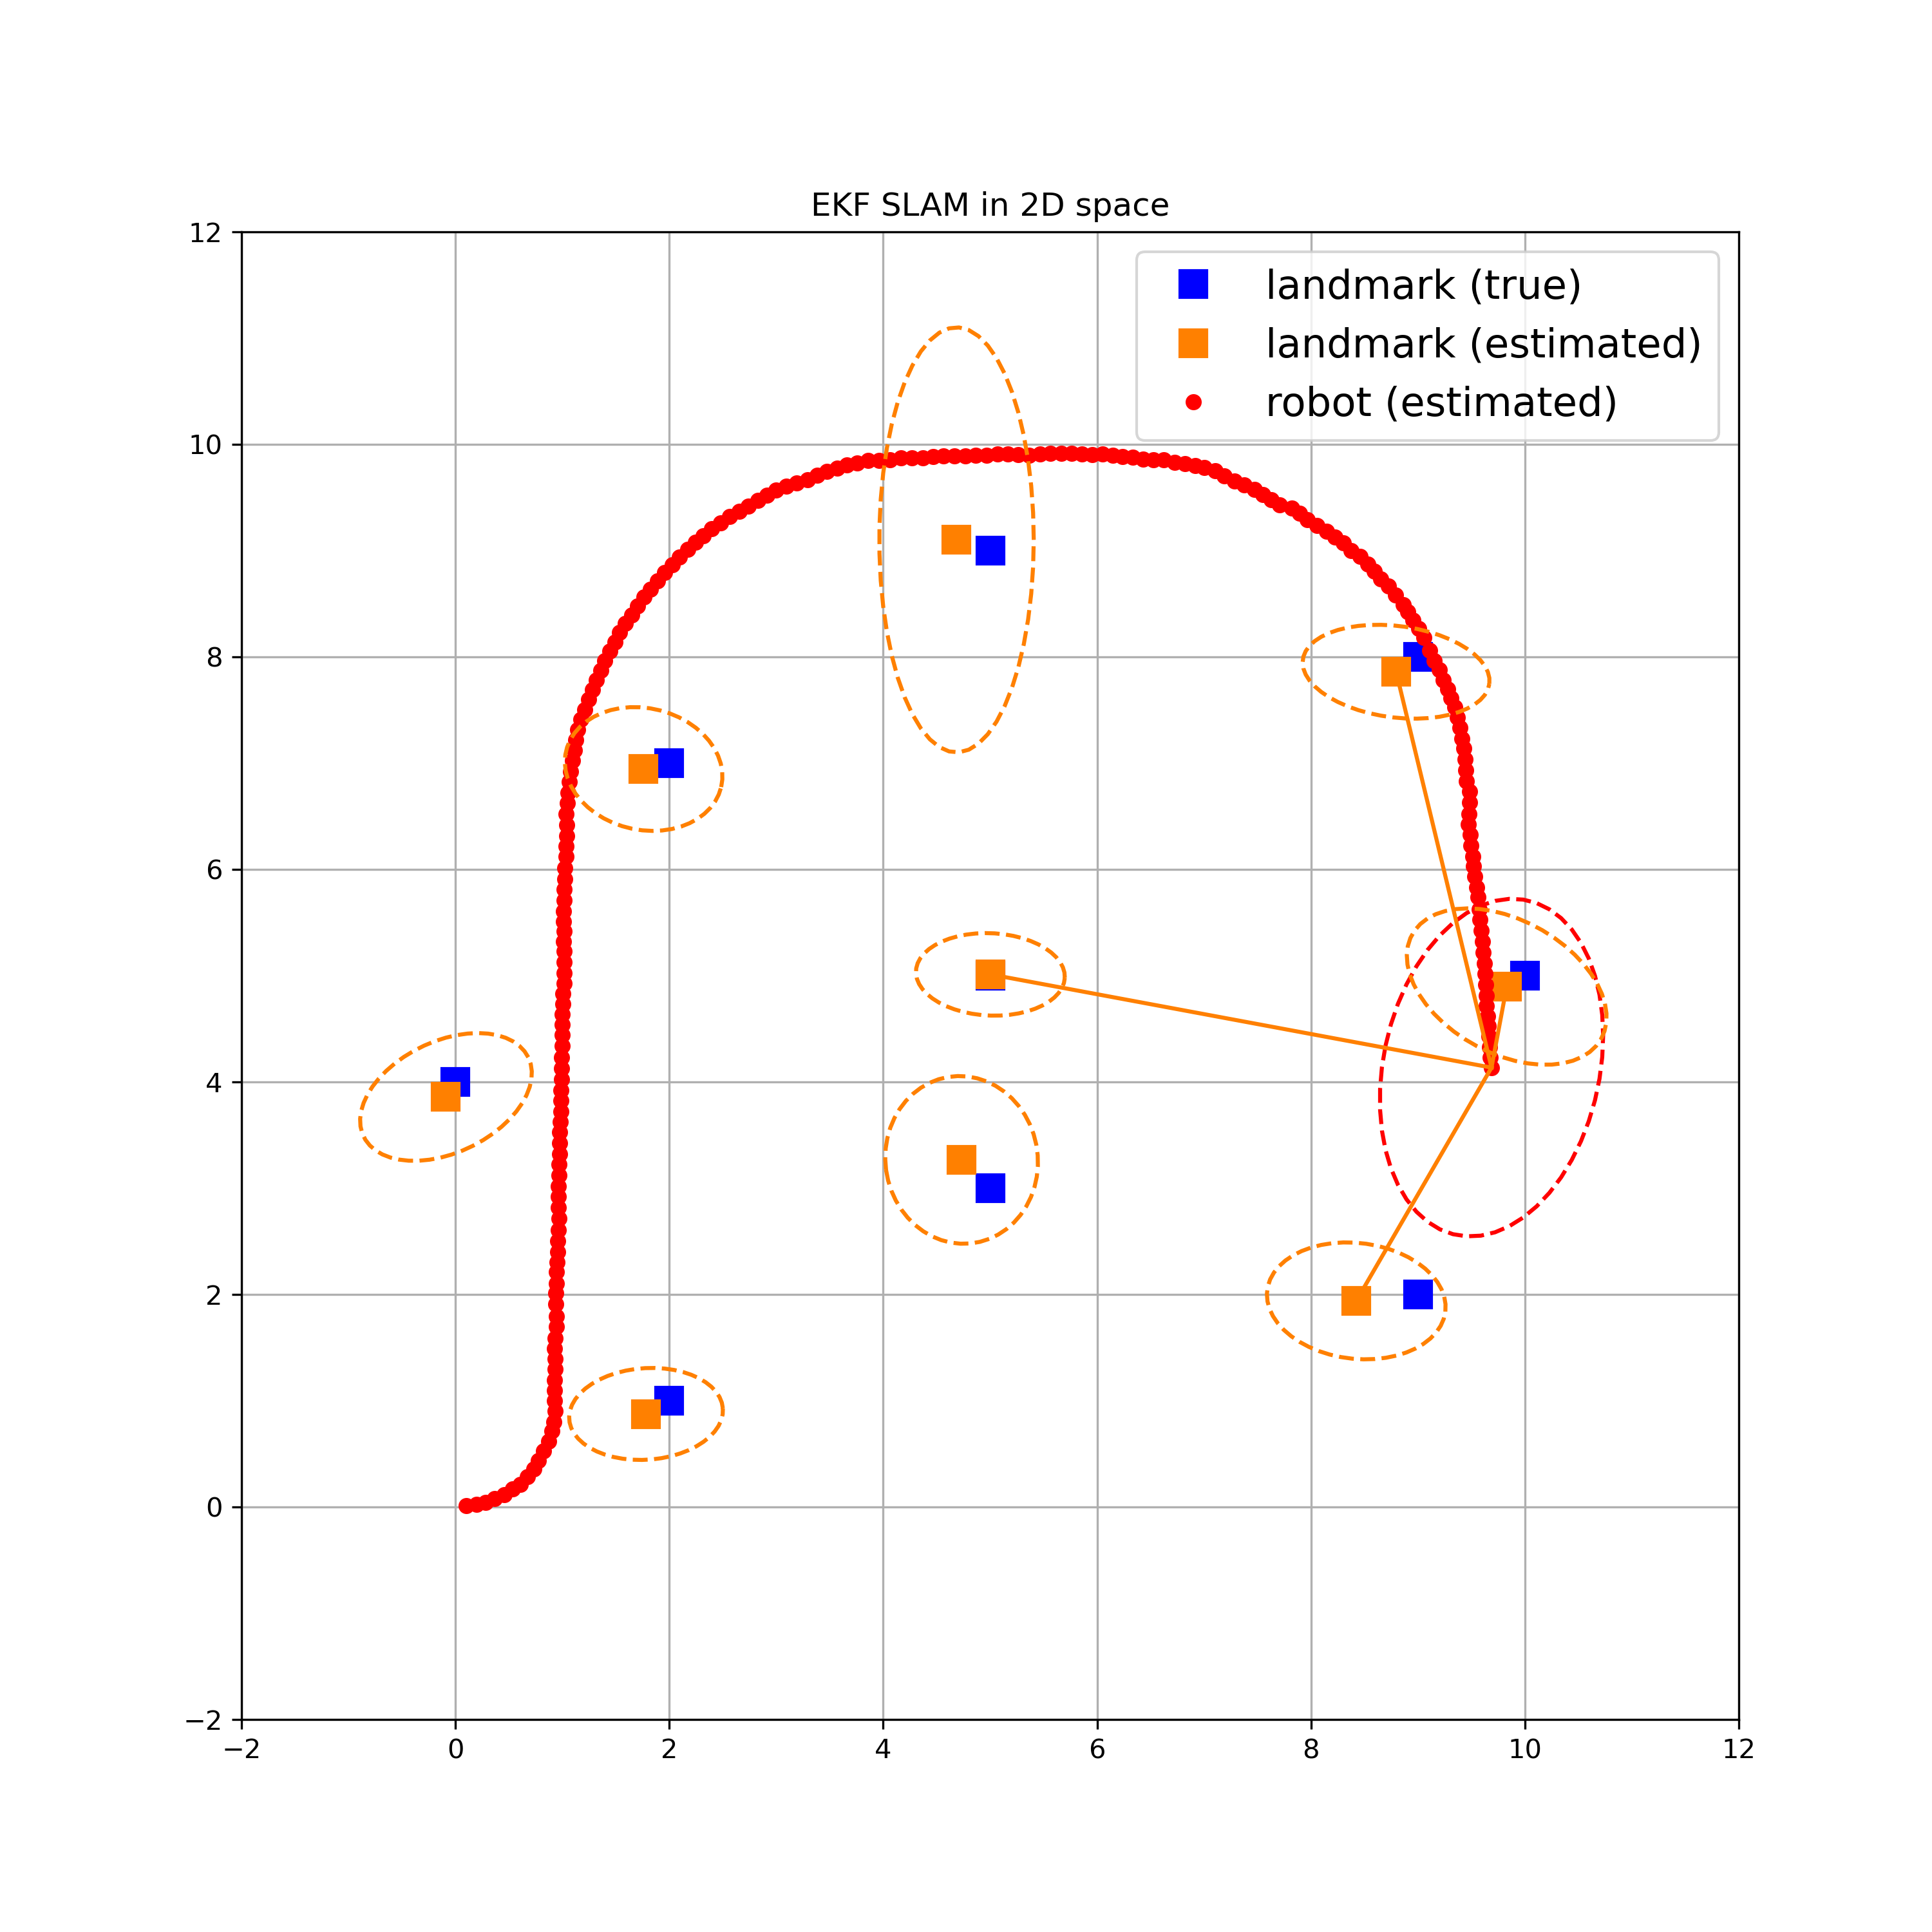 EKF SLAM in 2D space
12
10
8
6
4
2
0
−2
−2 0 2 4 6 8 10 12
landmark (true)
landmark (estimated)
robot (estimated)